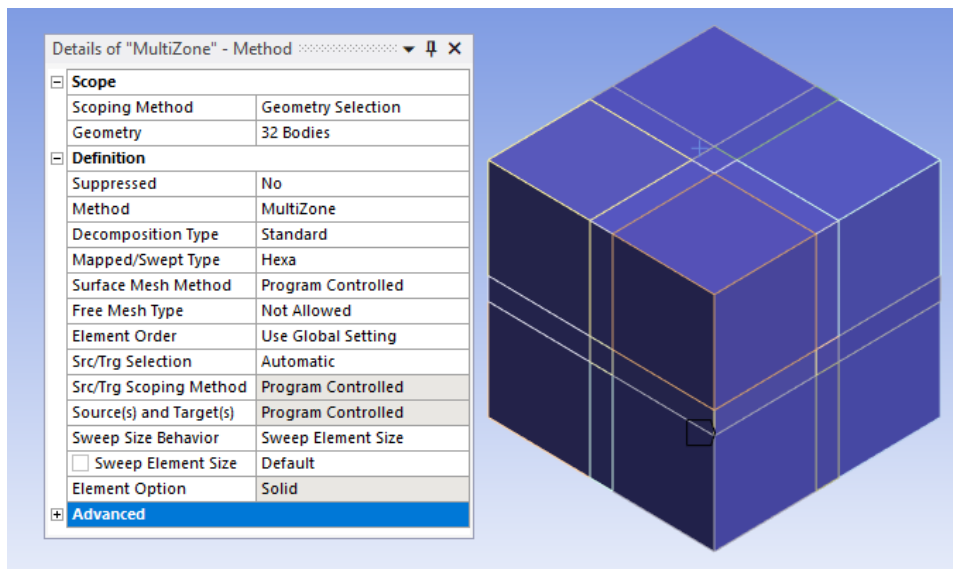 Details of "MultiZone" - Method
Scope
Scoping Method Geometry Selection
Geometry 32 Bodies
Definition
Suppressed No
Method MultiZone
Decomposition Type Standard
Mapped/Swept Type Hexa
Surface Mesh Method Program Controlled
Free Mesh Type Not Allowed
Element Order Use Global Setting
Src/Trg Selection Automatic
Src/Trg Scoping Method Program Controlled
Source(s) and Target(s) Program Controlled
Sweep Size Behavior Sweep Element Size
Sweep Element Size Default
Element Option Solid
Advanced